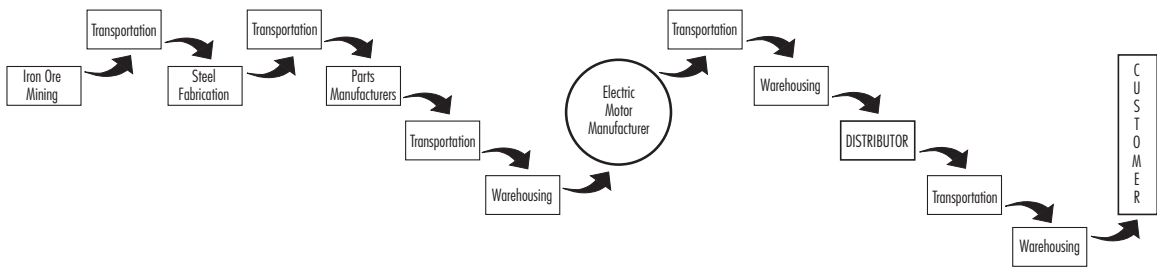 Iron Ore
Mining
Transportation
Steel
Fabrication
Transportation
Parts
Manufacturers
Transportation
Warehousing
Electric
Motor
Manufacturer
Transportation
Warehousing
DISTRIBUTOR
Transportation
Warehousing
C
U
S
T
O
M
E
R